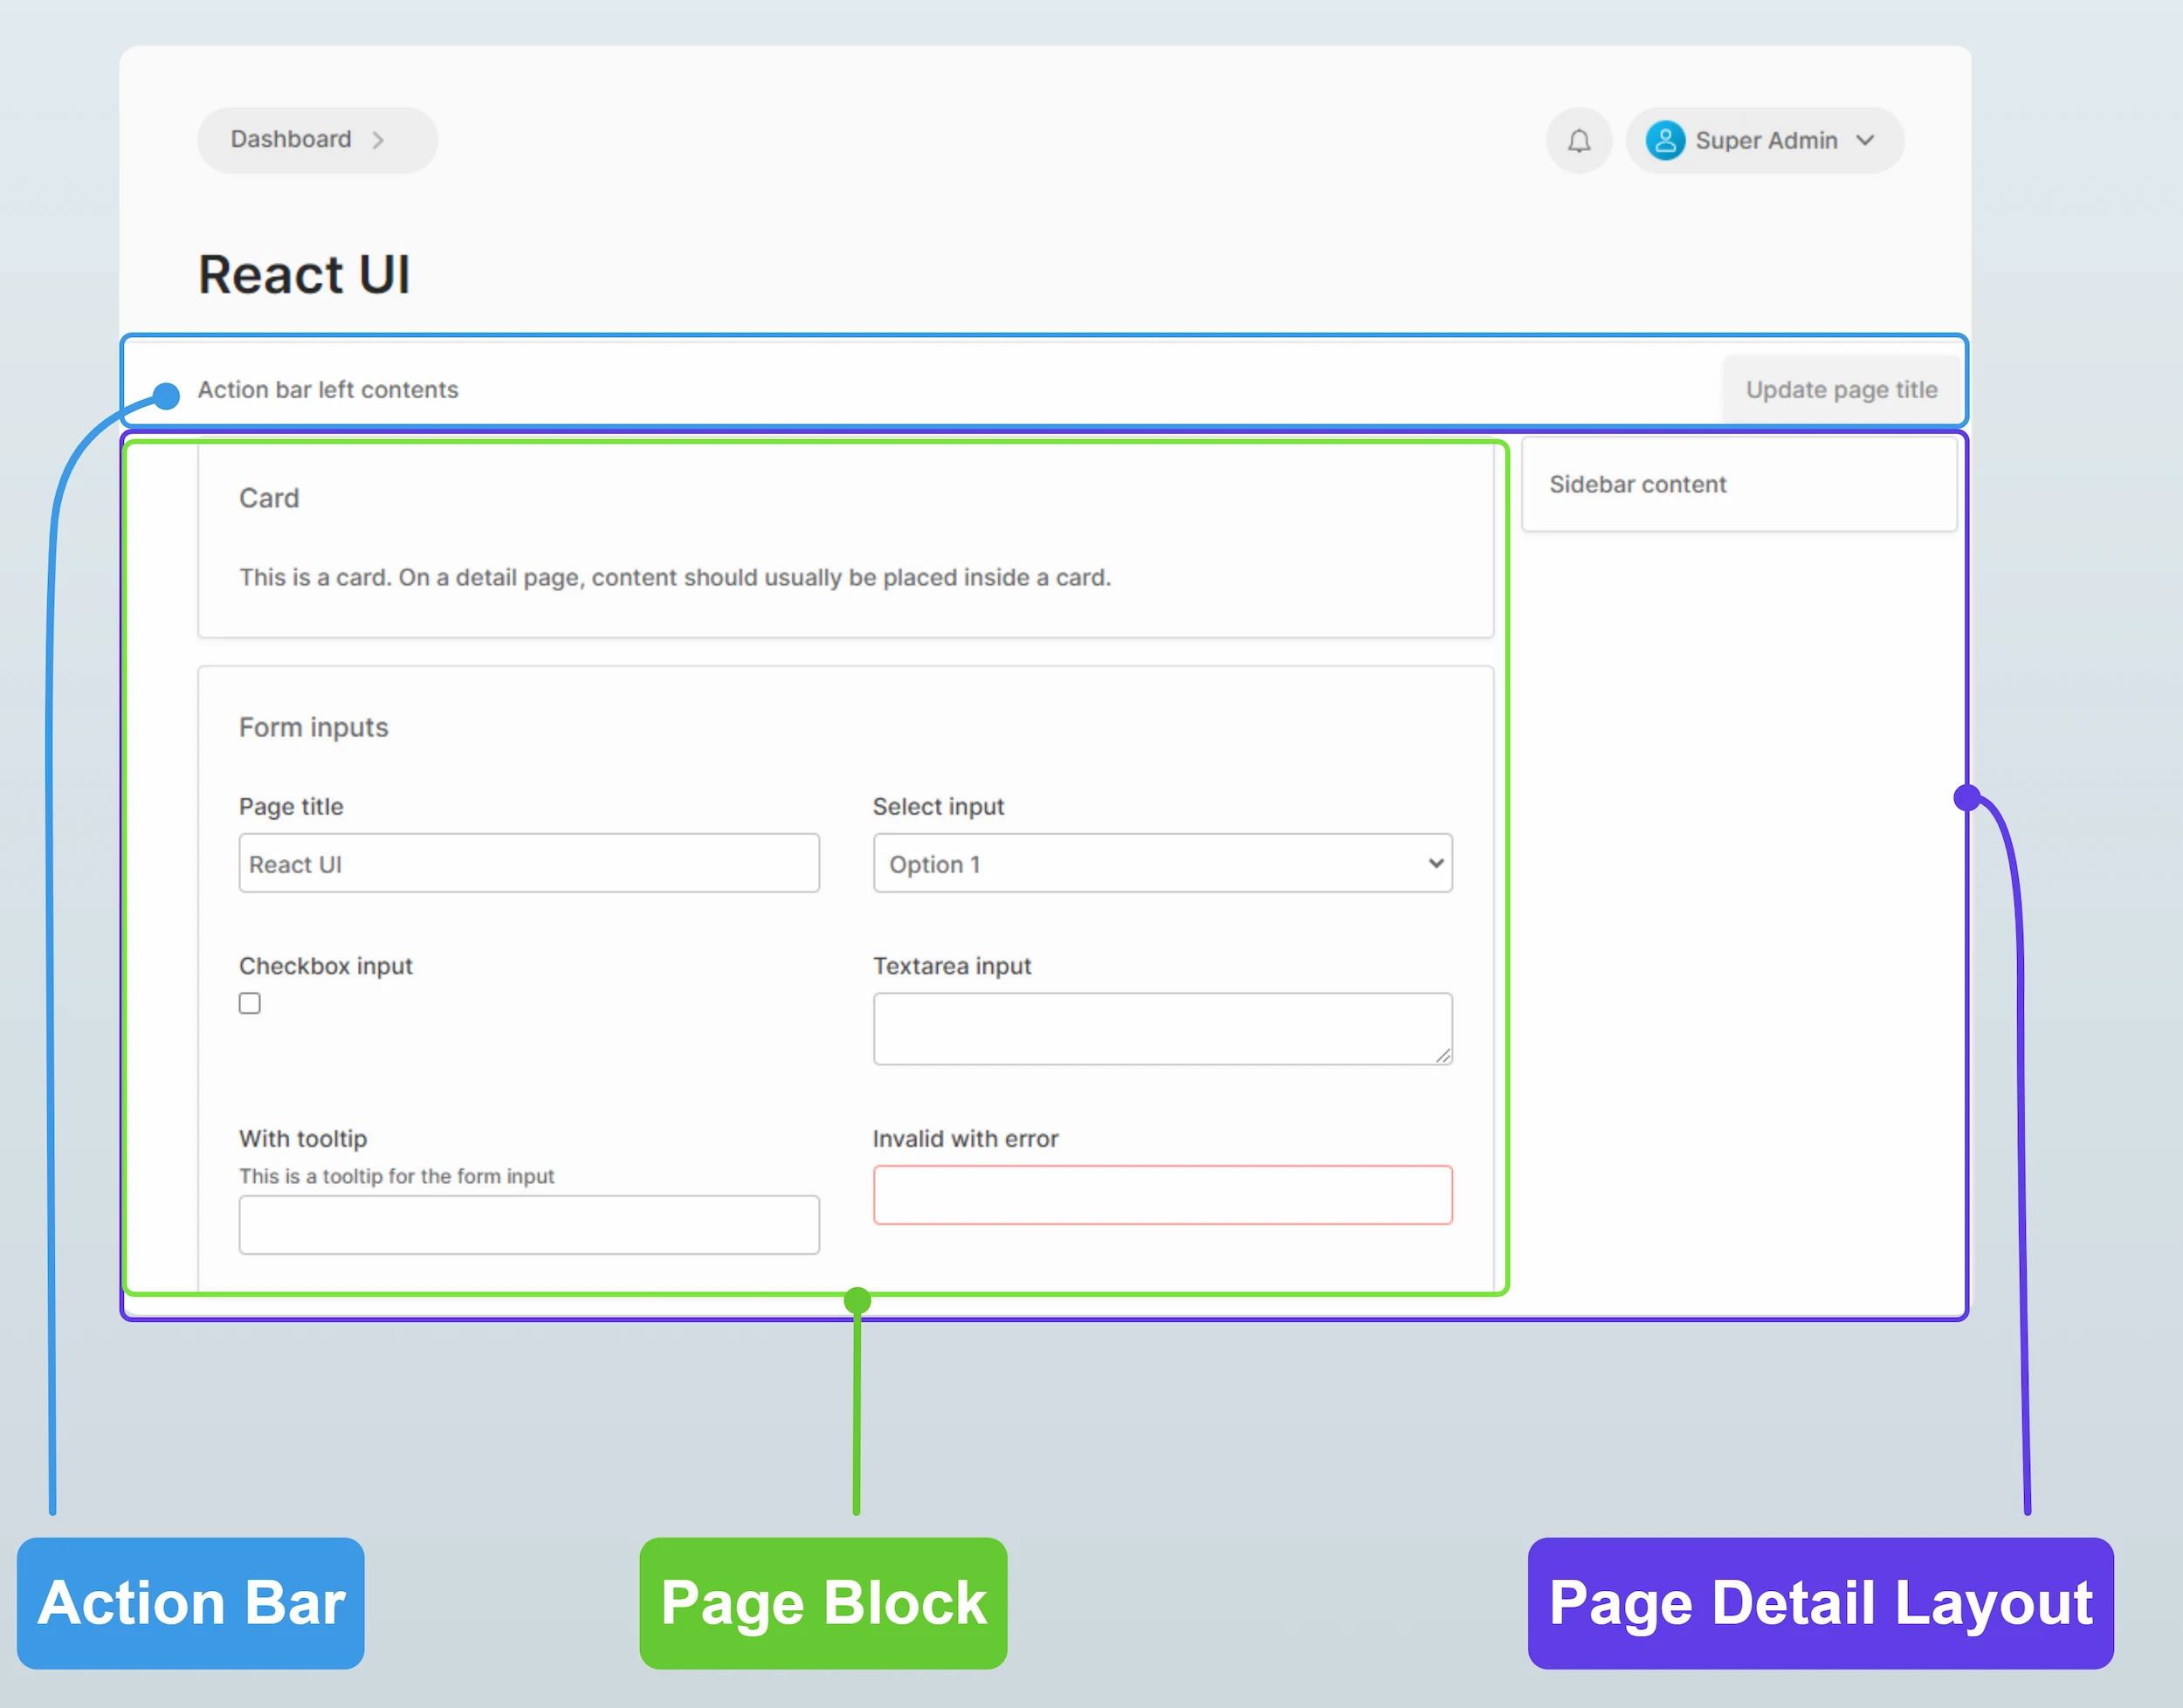 Dashboard
Super Admin
React UI
Action bar left contents
Update page title
Card
This is a card. On a detail page, content should usually be placed inside a card.
Sidebar content
Form inputs
Page title
Select input
React UI
Option 1
Checkbox input
Textarea input
With tooltip
Invalid with error
This is a tooltip for the form input
Action Bar
Page Block
Page Detail Layout